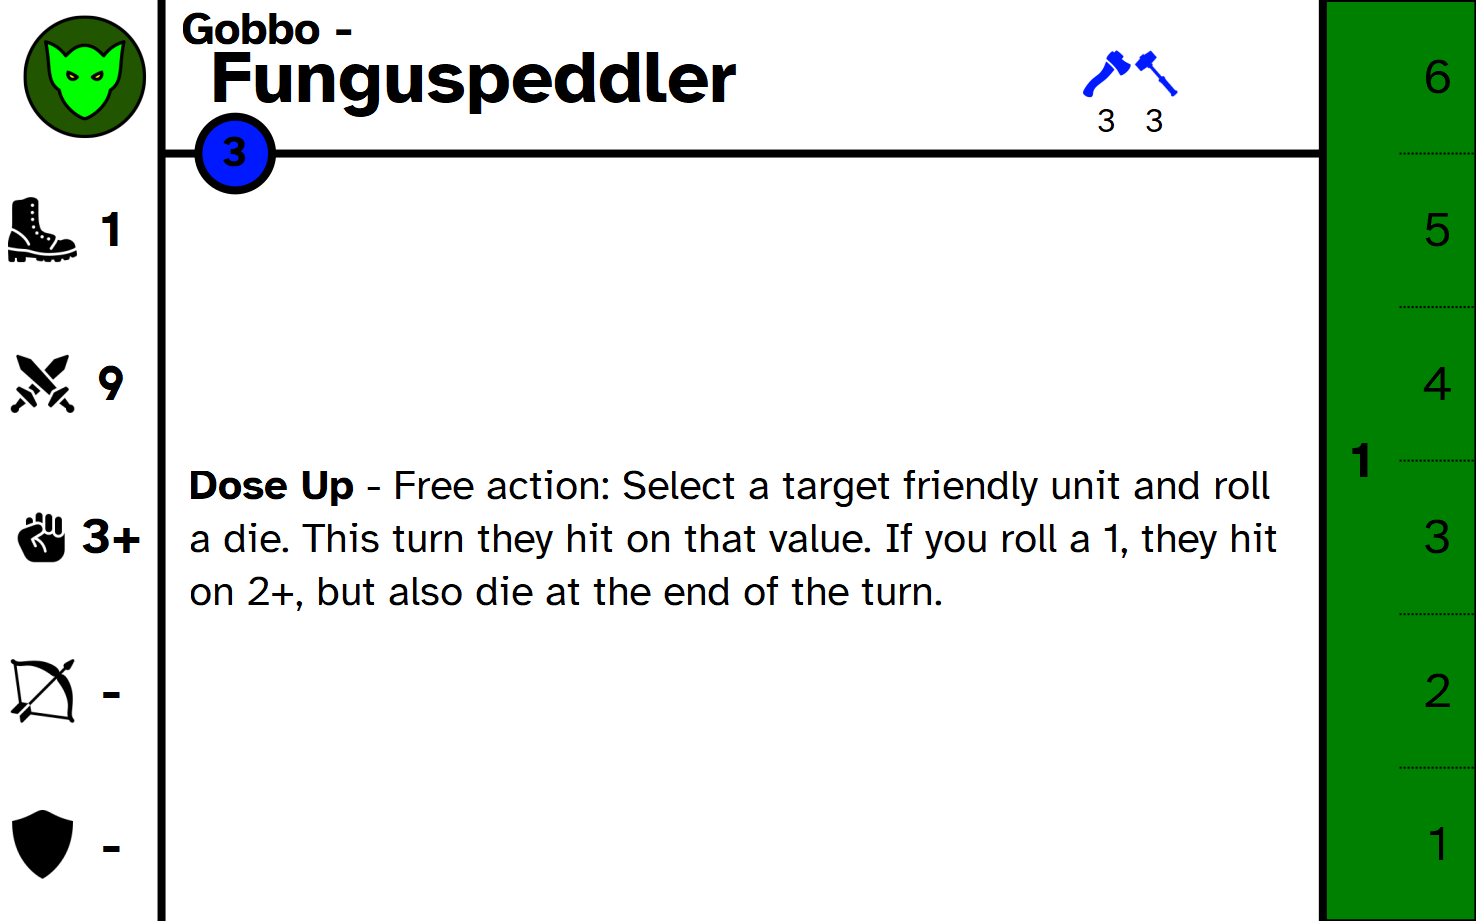 Gobbo -
Funguspeddler
3 3
3
1
9
3+
-
-
Dose Up - Free action: Select a target friendly unit and roll
a die. This turn they hit on that value. If you roll a 1, they hit
on 2+, but also die at the end of the turn.
6
5
4
1
3
2
1